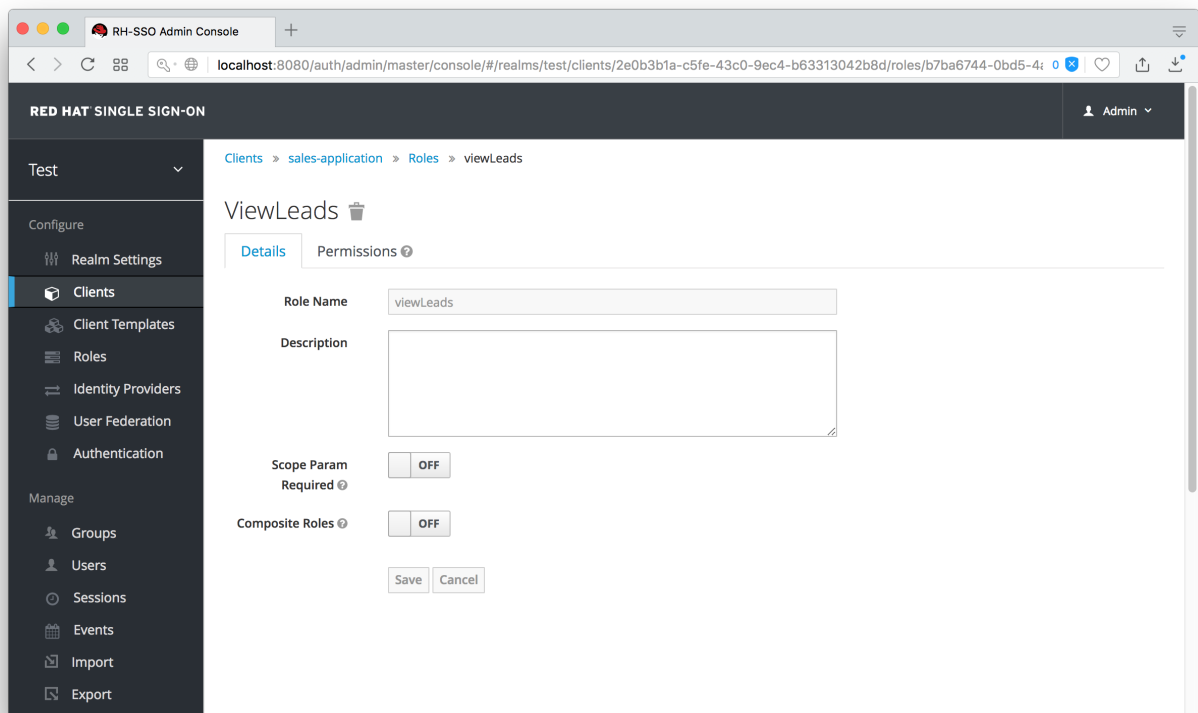 RH-SSO Admin Console
localhost:8080/auth/admin/master/console/#/realms/test/clients/2e0b3b1a-c5fe-43c0-9ec4-b63313042b8d/roles/b7ba6744-0bd5-4a 0
RED HAT SINGLE SIGN-ON
Admin
Test
Clients » sales-application » Roles » viewLeads
ViewLeads
Details Permissions
Configure
Realm Settings
Clients
Client Templates
Roles
Identity Providers
User Federation
Authentication
Manage
Groups
Users
Sessions
Events
Import
Export
Role Name viewLeads
Description
Scope Param
Required OFF
Composite Roles OFF
Save Cancel